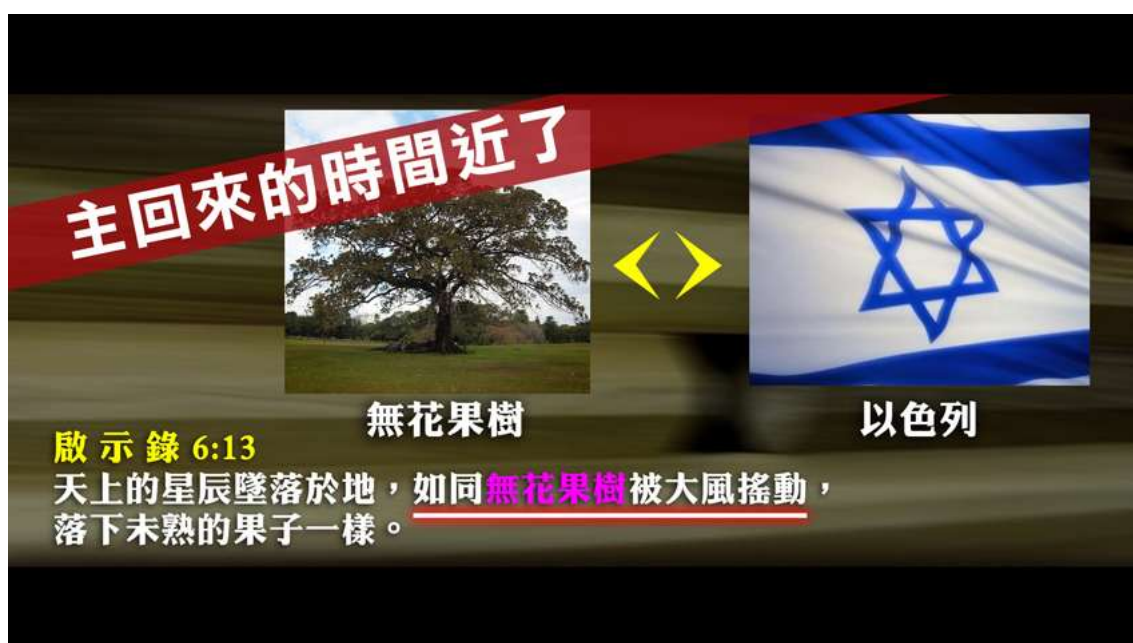 主回來的時間近了
無花果樹
以色列
啟示錄 6:13
天上的星辰墜落於地，如同無花果樹被大風搖動，
落下未熟的果子一樣。